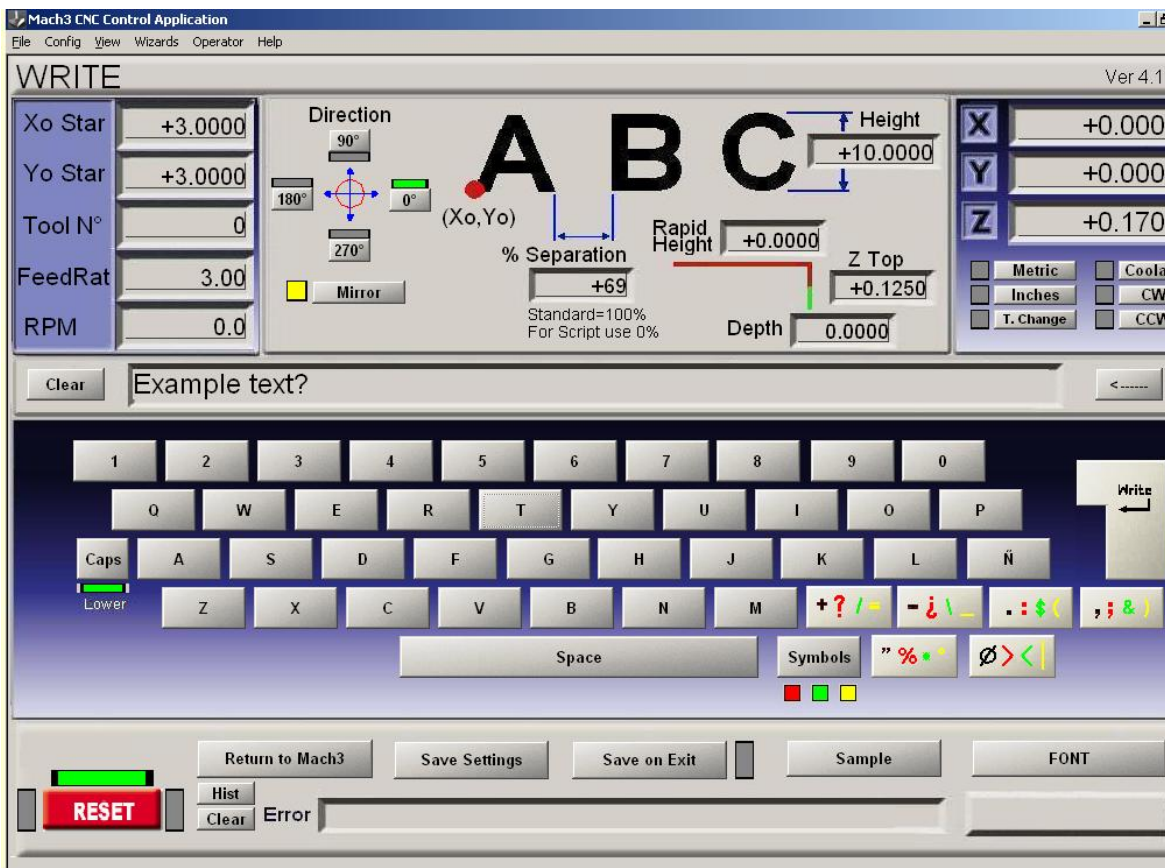 Mach3 CNC Control Application
File Config View Wizards Operator Help
WRITE
Ver 4.1
Xo Star +3.0000
Yo Star +3.0000
Tool N° 0
FeedRat 3.00
RPM 0.0
Direction
90°
180°
0°
270°
Mirror
A B C
(Xo,Yo)
Height
+10.0000
% Separation
+69
Standard=100%
For Script use 0%
Rapid
Height
+0.0000
Z Top
+0.1250
Depth 0.0000
X +0.000
Y +0.000
Z +0.170
Metric Coola
Inches CW
T. Change CCW
Clear Example text? <------
1 2 3 4 5 6 7 8 9 0
Q W E R T Y U I O P
Write
Caps A S D F G H J K L Ñ
Lower
Z X C V B N M + ? / = - ¿ \ _ . : $ ( , ; & )
Space Symbols " % • ° Ø > < |
Return to Mach3 Save Settings Save on Exit Sample FONT
RESET
Hist
Clear Error